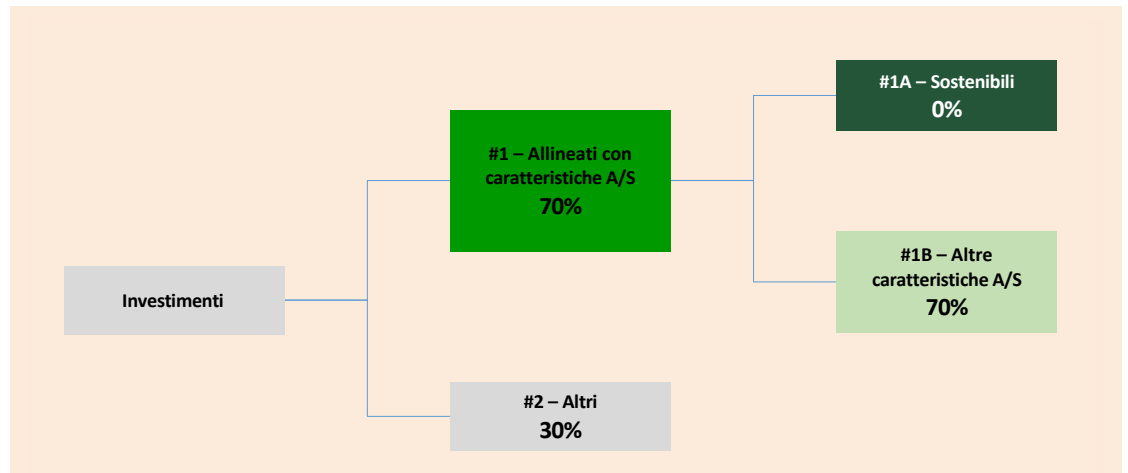 Investimenti
#1 – Allineati con
caratteristiche A/S
70%
#2 – Altri
30%
#1A – Sostenibili
0%
#1B – Altre
caratteristiche A/S
70%